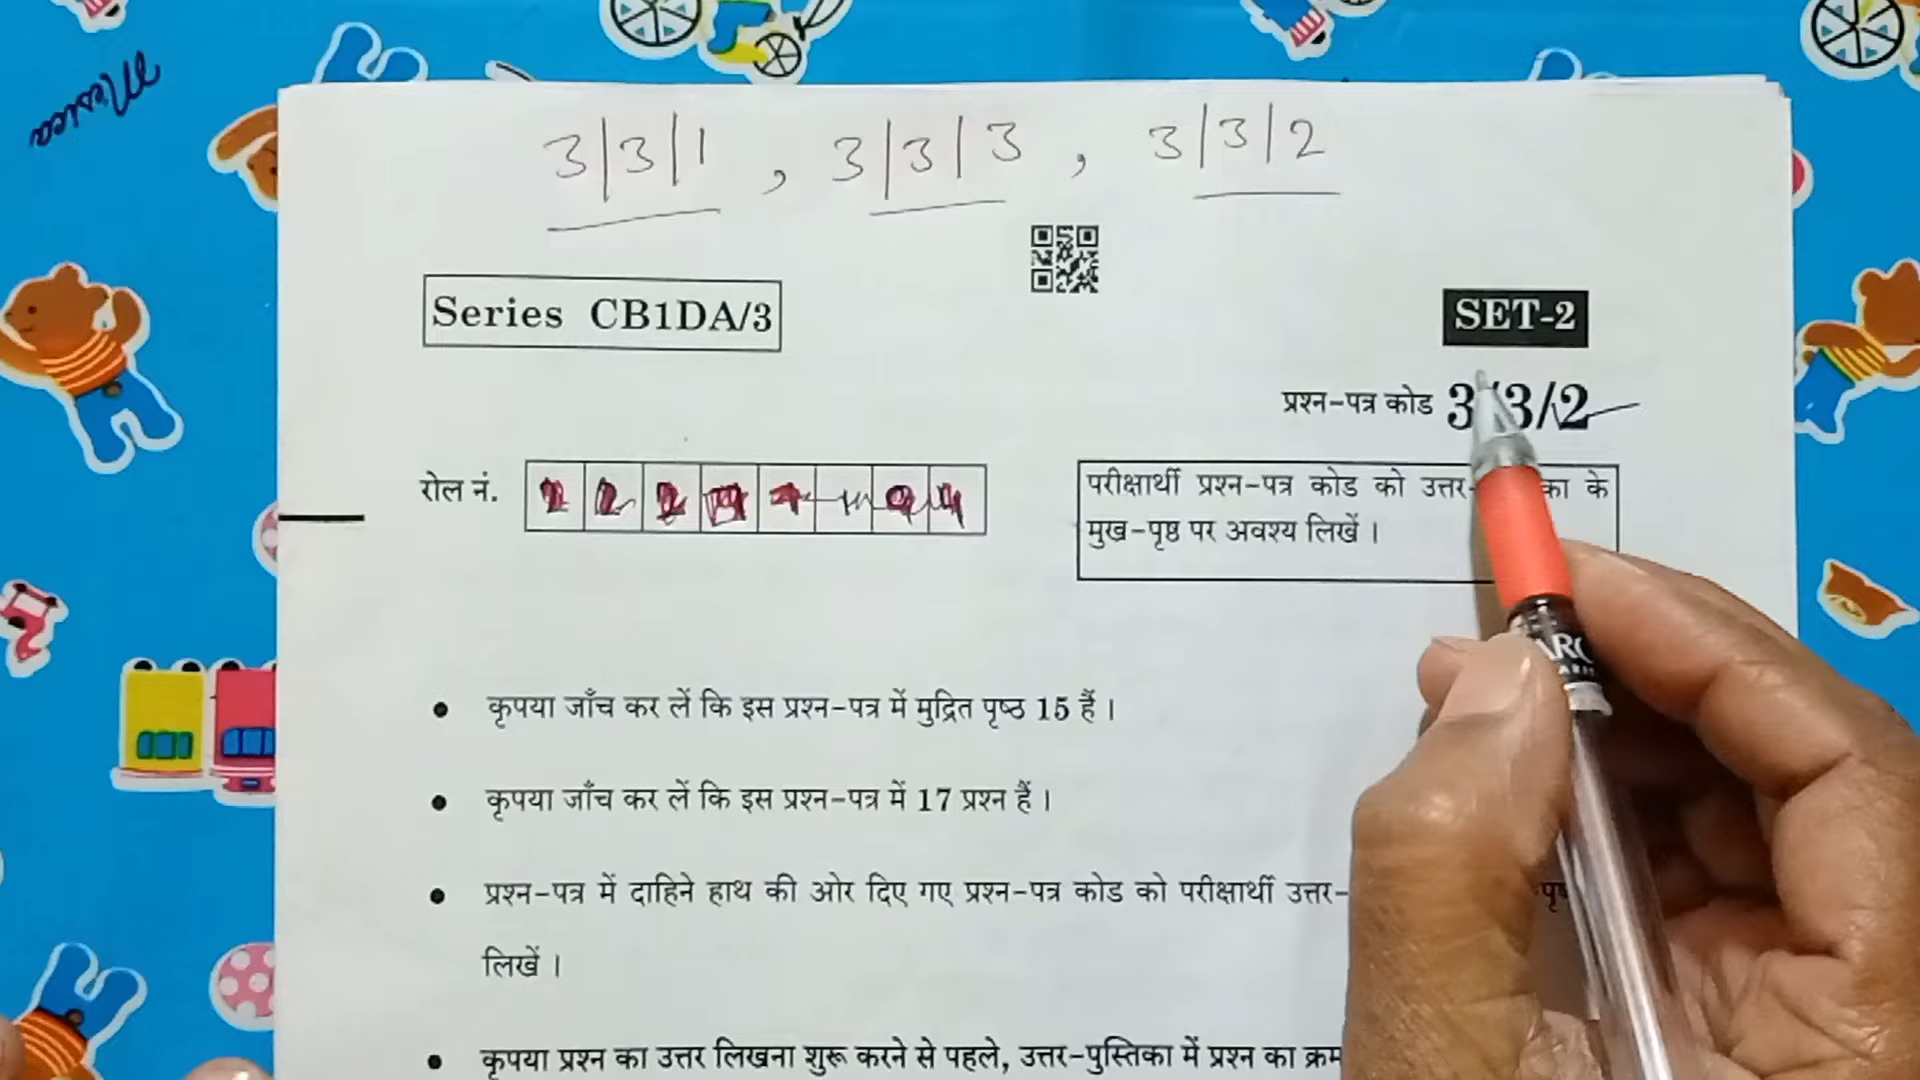 Mesica
3/3/1 , 3/3/3 , 3/3/2
Series CB1DA/3
SET-2
प्रश्न-पत्र कोड 3/3/2
रोल नं.
परीक्षार्थी प्रश्न-पत्र कोड को उत्तर- का के
मुख-पृष्ठ पर अवश्य लिखें ।
• कृपया जाँच कर लें कि इस प्रश्न-पत्र में मुद्रित पृष्ठ 15 हैं ।
• कृपया जाँच कर लें कि इस प्रश्न-पत्र में 17 प्रश्न हैं ।
• प्रश्न-पत्र में दाहिने हाथ की ओर दिए गए प्रश्न-पत्र कोड को परीक्षार्थी उत्तर-
लिखें ।
• कृपया प्रश्न का उत्तर लिखना शुरू करने से पहले, उत्तर-पुस्तिका में प्रश्न का क्रम